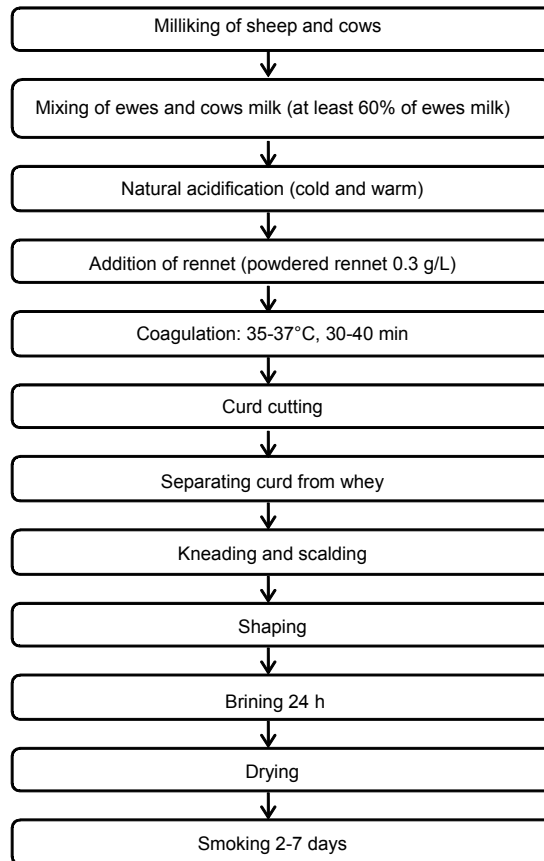 Milliking of sheep and cows
Mixing of ewes and cows milk (at least 60% of ewes milk)
Natural acidification (cold and warm)
Addition of rennet (powdered rennet 0.3 g/L)
Coagulation: 35-37°C, 30-40 min
Curd cutting
Separating curd from whey
Kneading and scalding
Shaping
Brining 24 h
Drying
Smoking 2-7 days